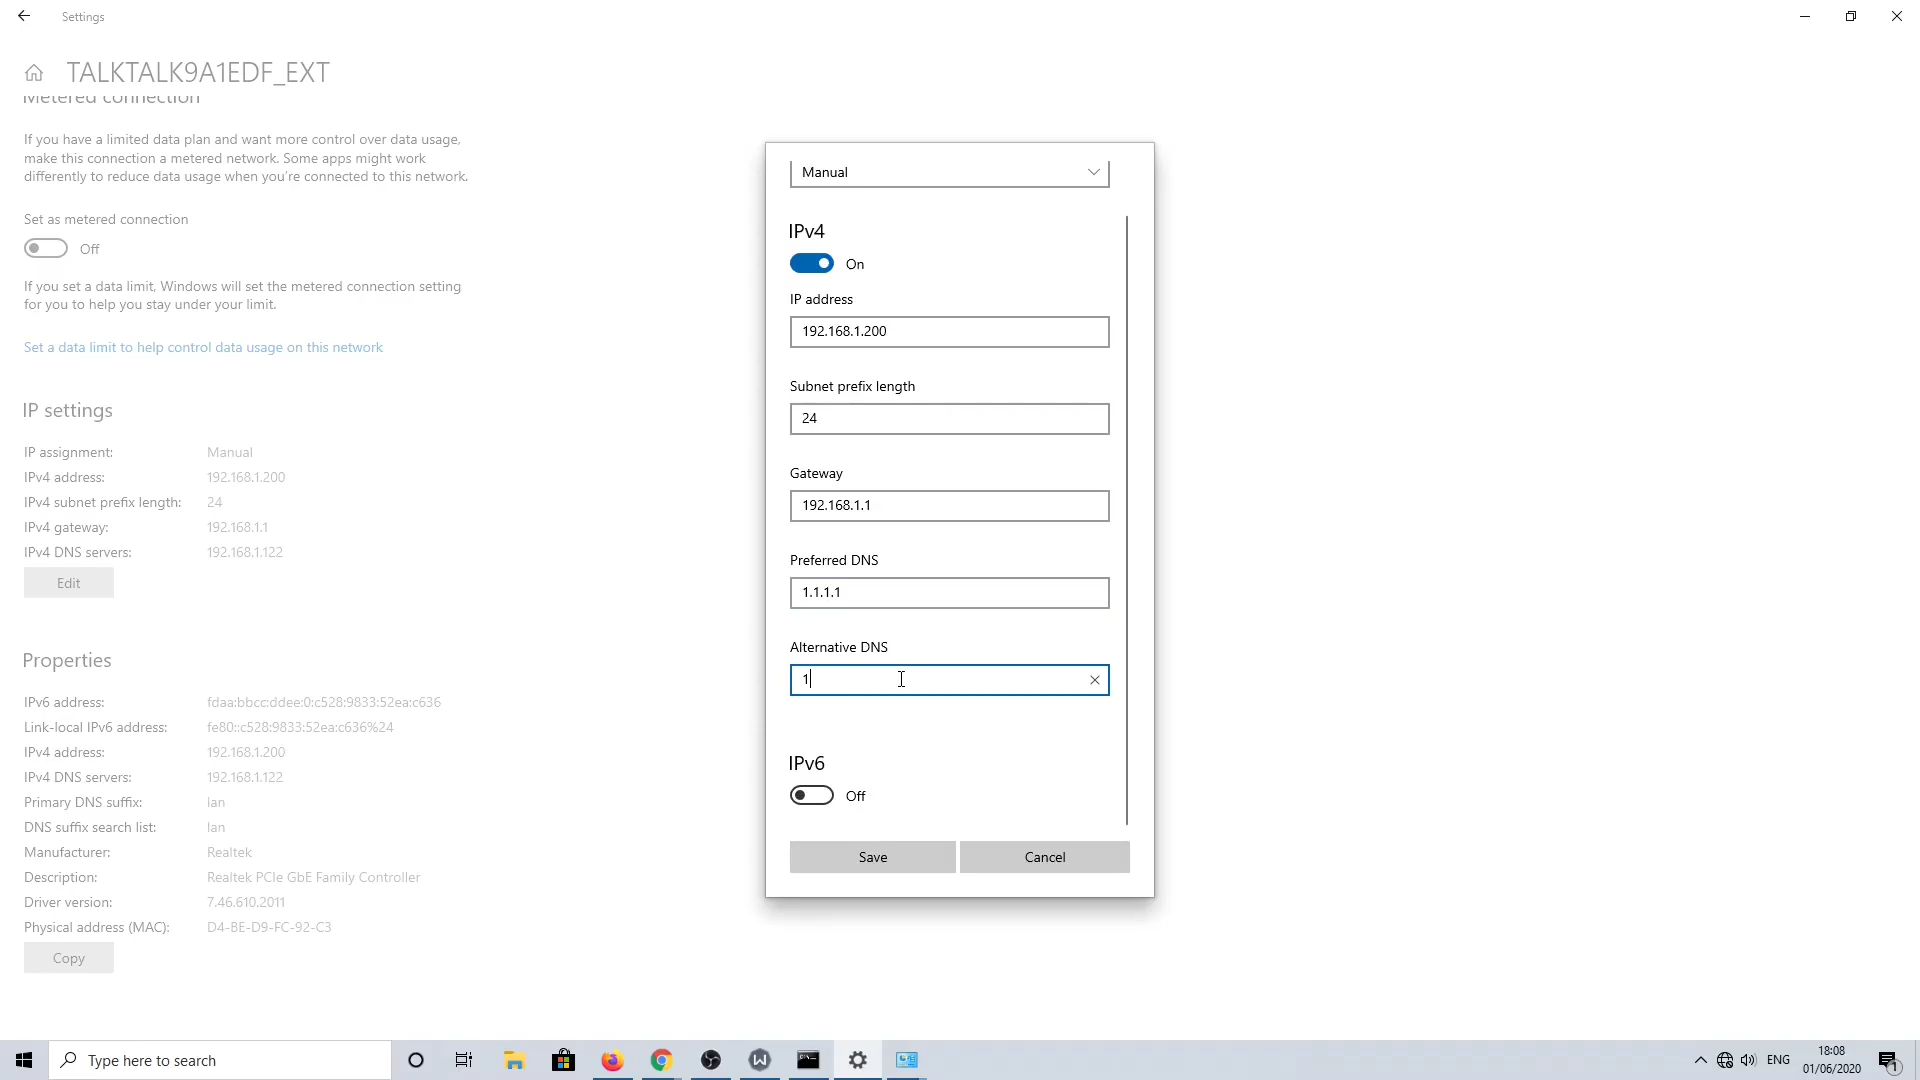 Settings
TALKTALK9A1EDF_EXT
Metered connection
If you have a limited data plan and want more control over data usage,
make this connection a metered network. Some apps might work
differently to reduce data usage when you're connected to this network.
Set as metered connection
Off
If you set a data limit, Windows will set the metered connection setting
for you to help you stay under your limit.
Set a data limit to help control data usage on this network
IP settings
IP assignment: Manual
IPv4 address: 192.168.1.200
IPv4 subnet prefix length: 24
IPv4 gateway: 192.168.1.1
IPv4 DNS servers: 192.168.1.122
Edit
Properties
IPv6 address: fdaa:bbcc:ddee:0:c528:9833:52ea:c636
Link-local IPv6 address: fe80::c528:9833:52ea:c636%24
IPv4 address: 192.168.1.200
IPv4 DNS servers: 192.168.1.122
Primary DNS suffix: lan
DNS suffix search list: lan
Manufacturer: Realtek
Description: Realtek PCIe GbE Family Controller
Driver version: 7.46.610.2011
Physical address (MAC): D4-BE-D9-FC-92-C3
Copy
Manual
IPv4
On
IP address
192.168.1.200
Subnet prefix length
24
Gateway
192.168.1.1
Preferred DNS
1.1.1.1
Alternative DNS
1
IPv6
Off
Save Cancel
Type here to search
ENG
18:08
01/06/2020
1